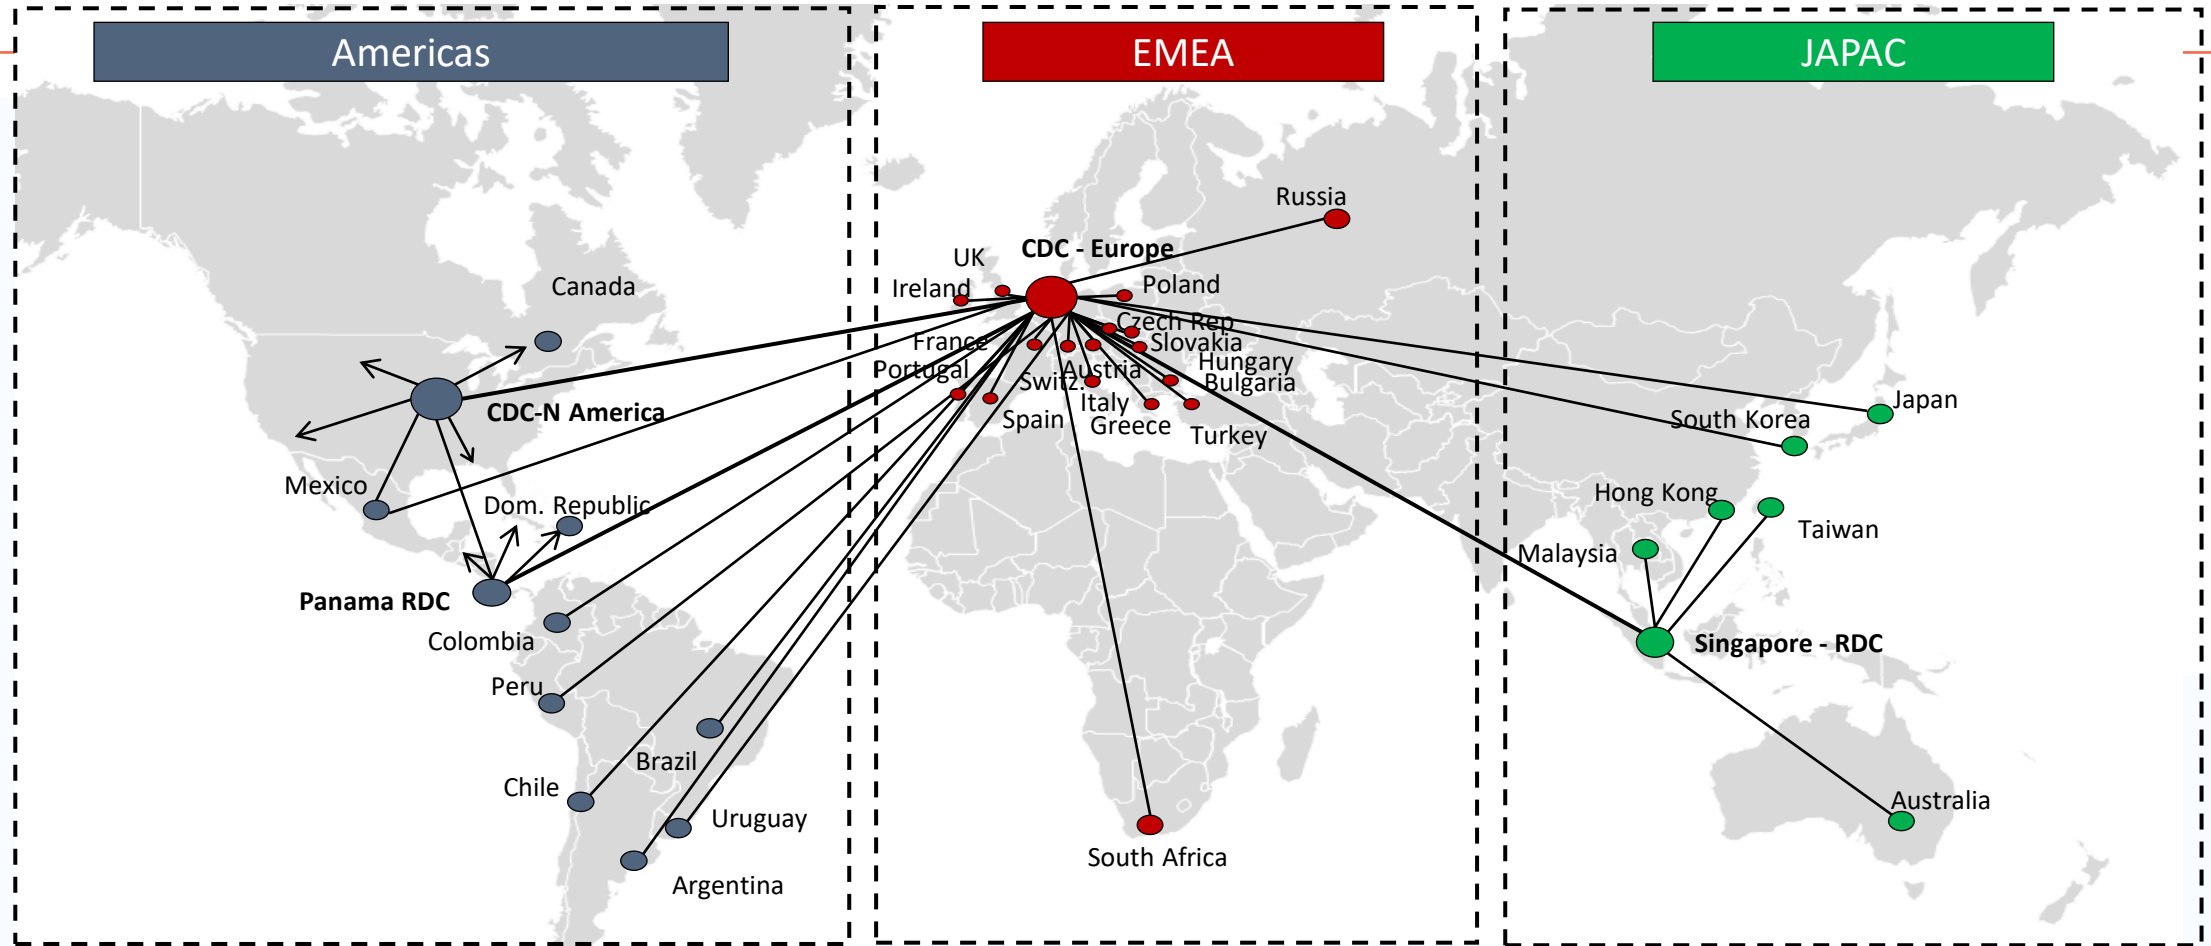 Americas
EMEA
JAPAC
Russia
CDC - Europe
UK
Ireland
Poland
Canada
Czech Rep
France
Slovakia
Hungary
Portugal
Switz.
Austria
Bulgaria
Italy
Spain
Greece
Turkey
CDC-N America
Japan
South Korea
Mexico
Dom. Republic
Hong Kong
Taiwan
Malaysia
Panama RDC
Colombia
Singapore - RDC
Peru
Brazil
Chile
Uruguay
Argentina
South Africa
Australia